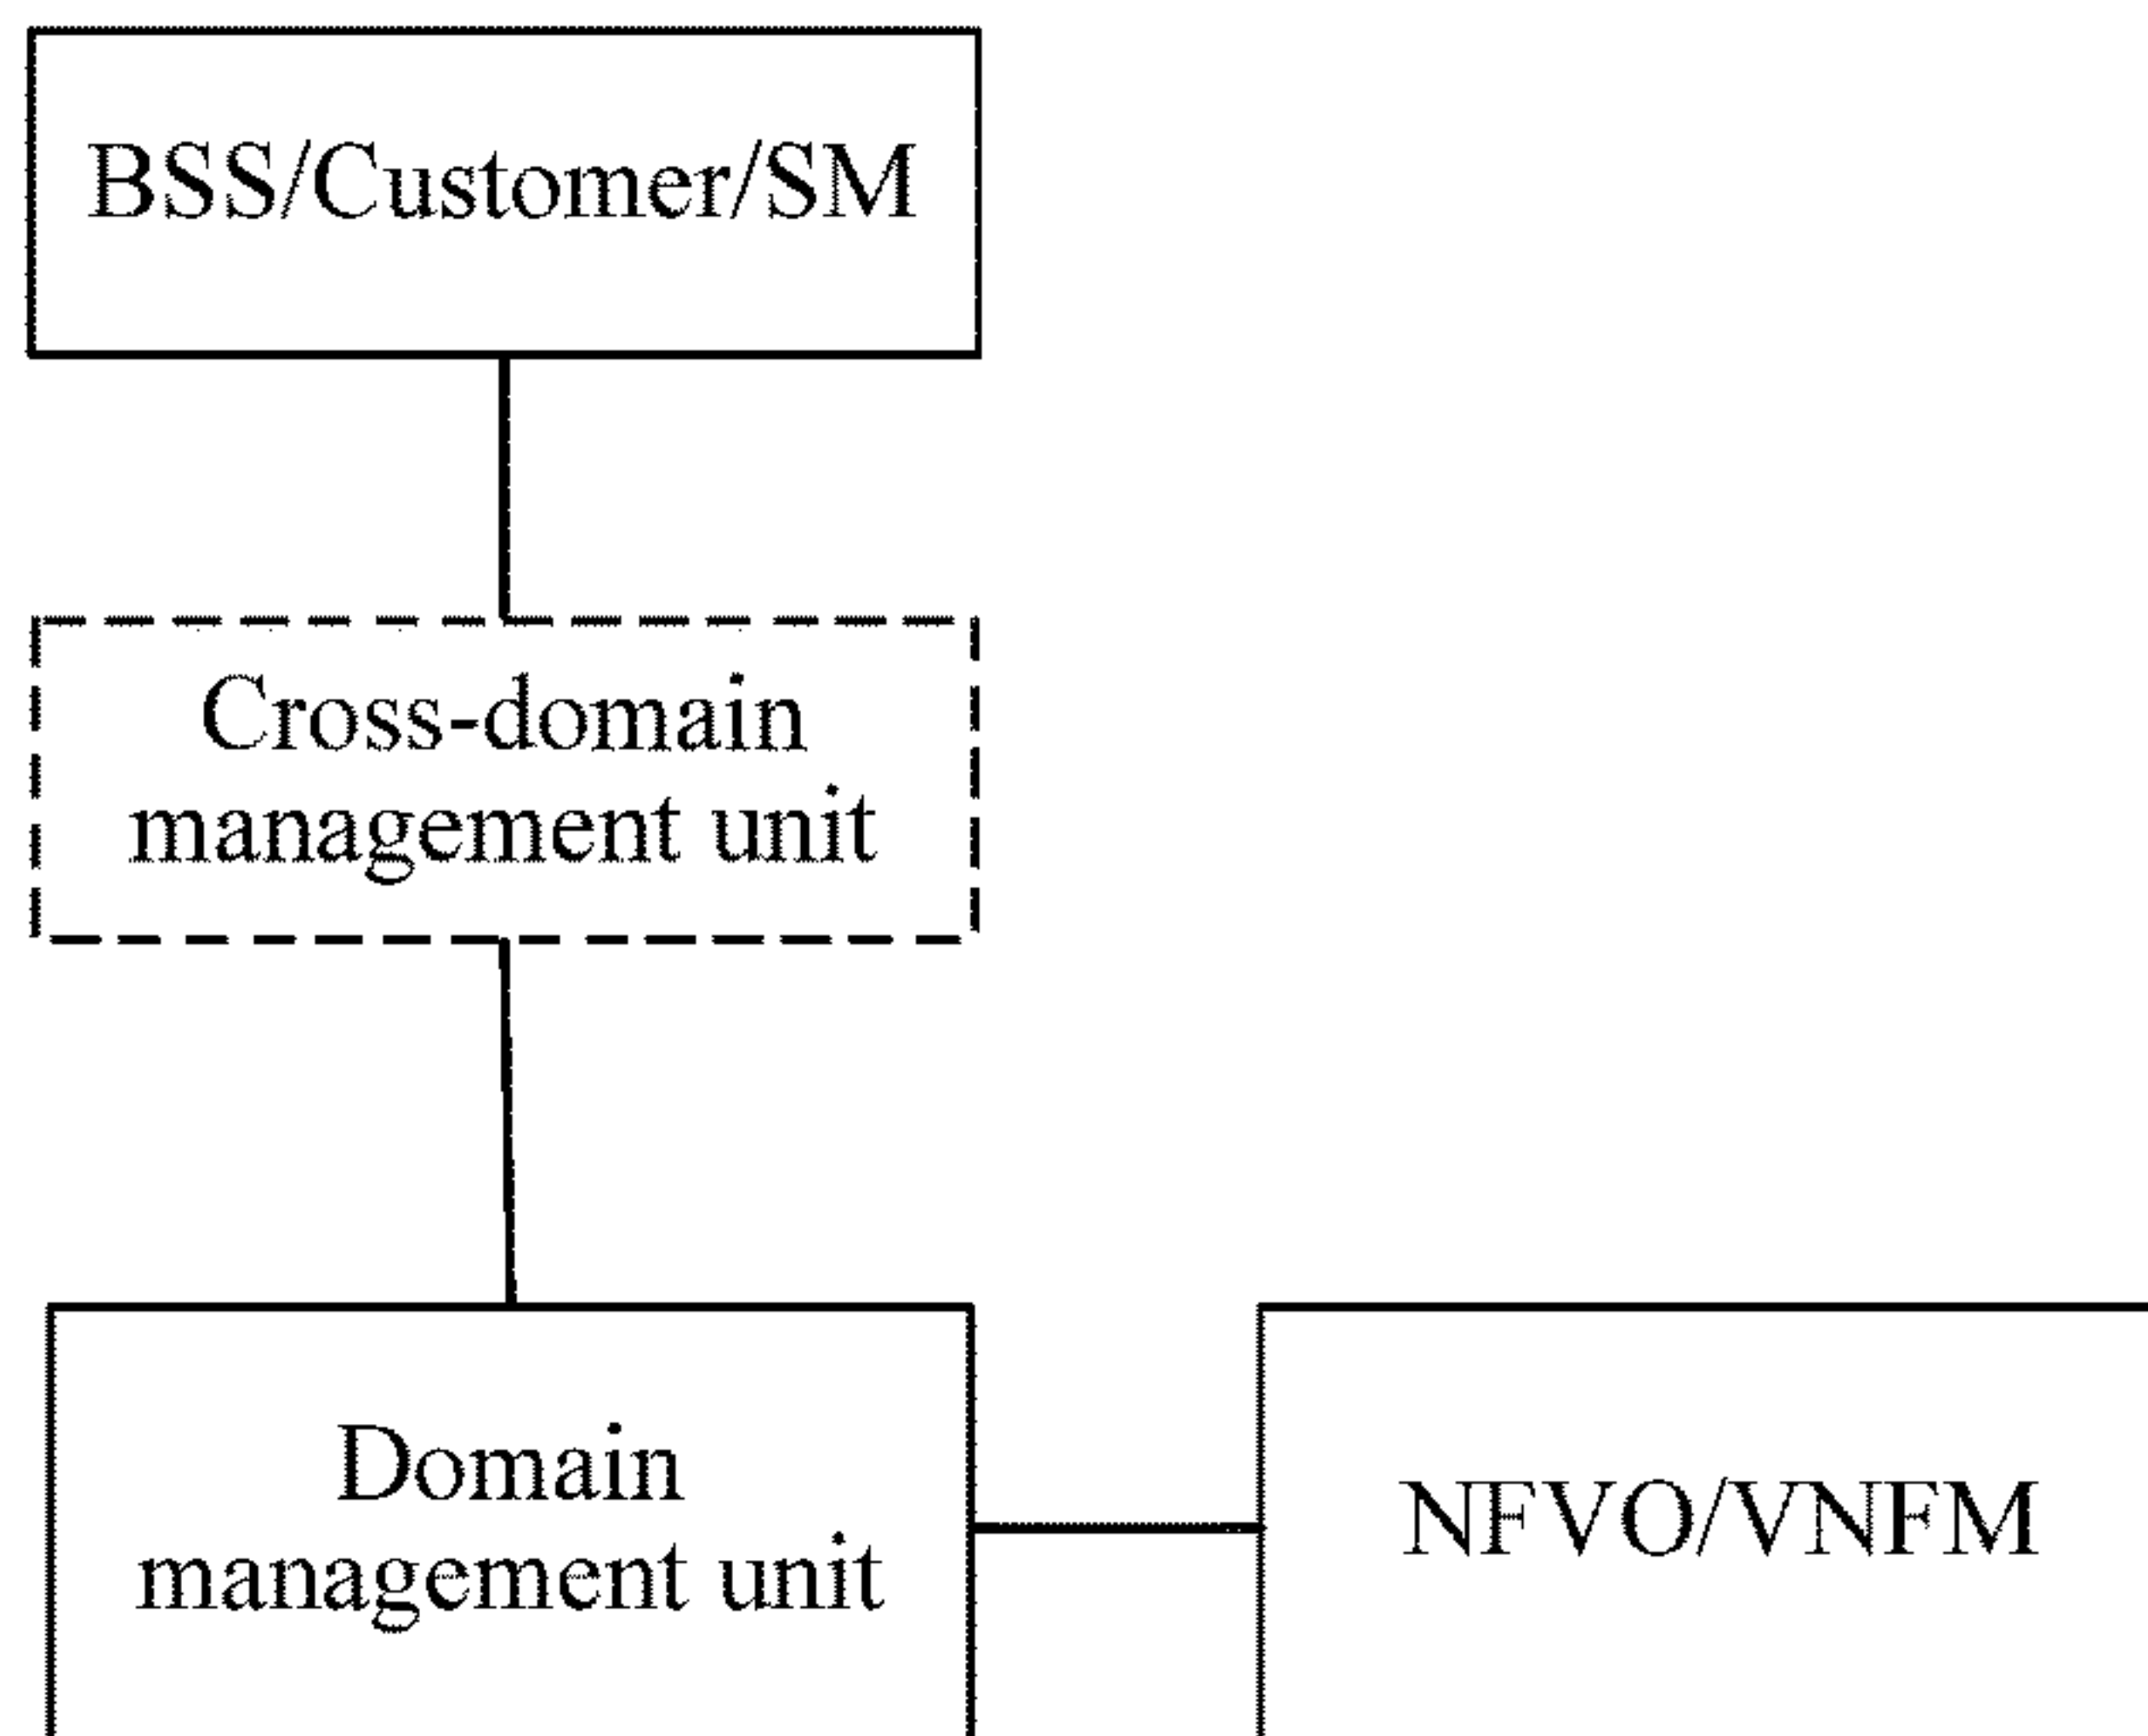 BSS/Customer/SM
Cross-domain
management unit
Domain
management unit
NFVO/VNFM